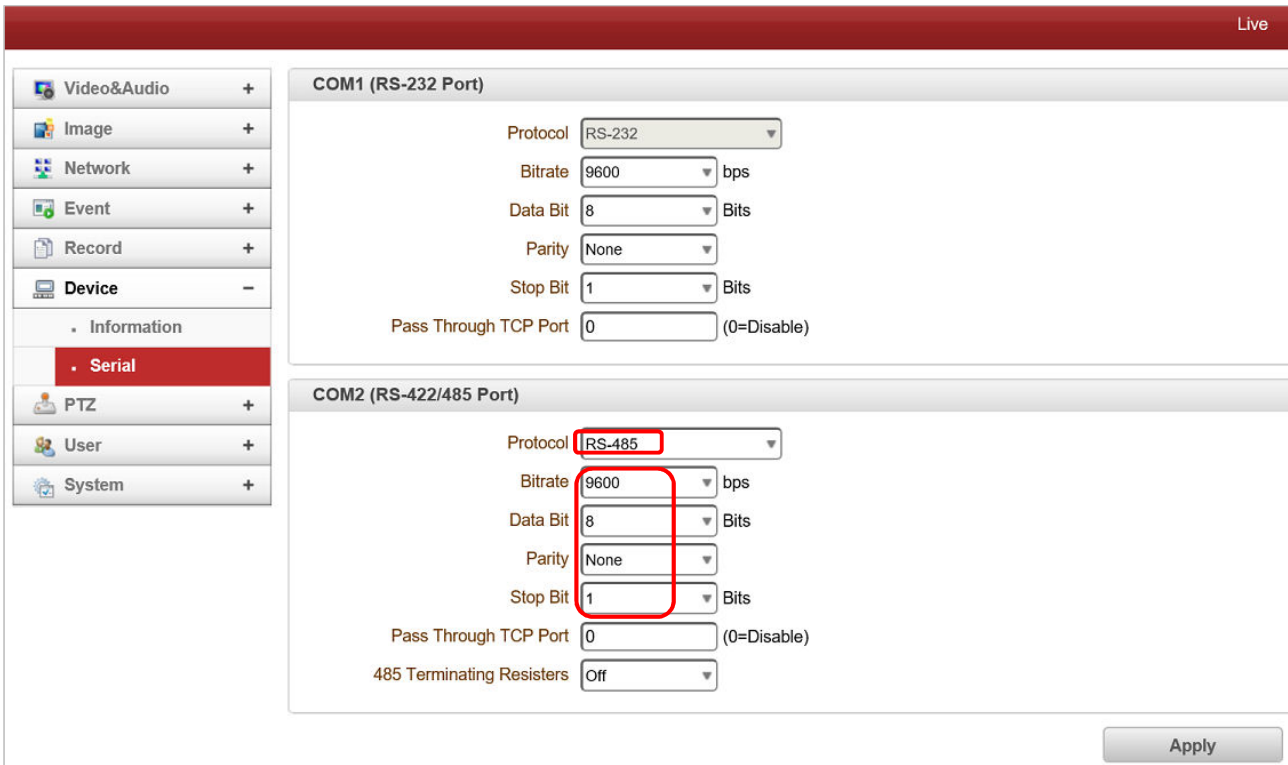 Live
Video&Audio +
Image +
Network +
Event +
Record +
Device −
. Information
. Serial
PTZ +
User +
System +
COM1 (RS-232 Port)
Protocol RS-232
Bitrate 9600 bps
Data Bit 8 Bits
Parity None
Stop Bit 1 Bits
Pass Through TCP Port 0 (0=Disable)
COM2 (RS-422/485 Port)
Protocol RS-485
Bitrate 9600 bps
Data Bit 8 Bits
Parity None
Stop Bit 1 Bits
Pass Through TCP Port 0 (0=Disable)
485 Terminating Resisters Off
Apply